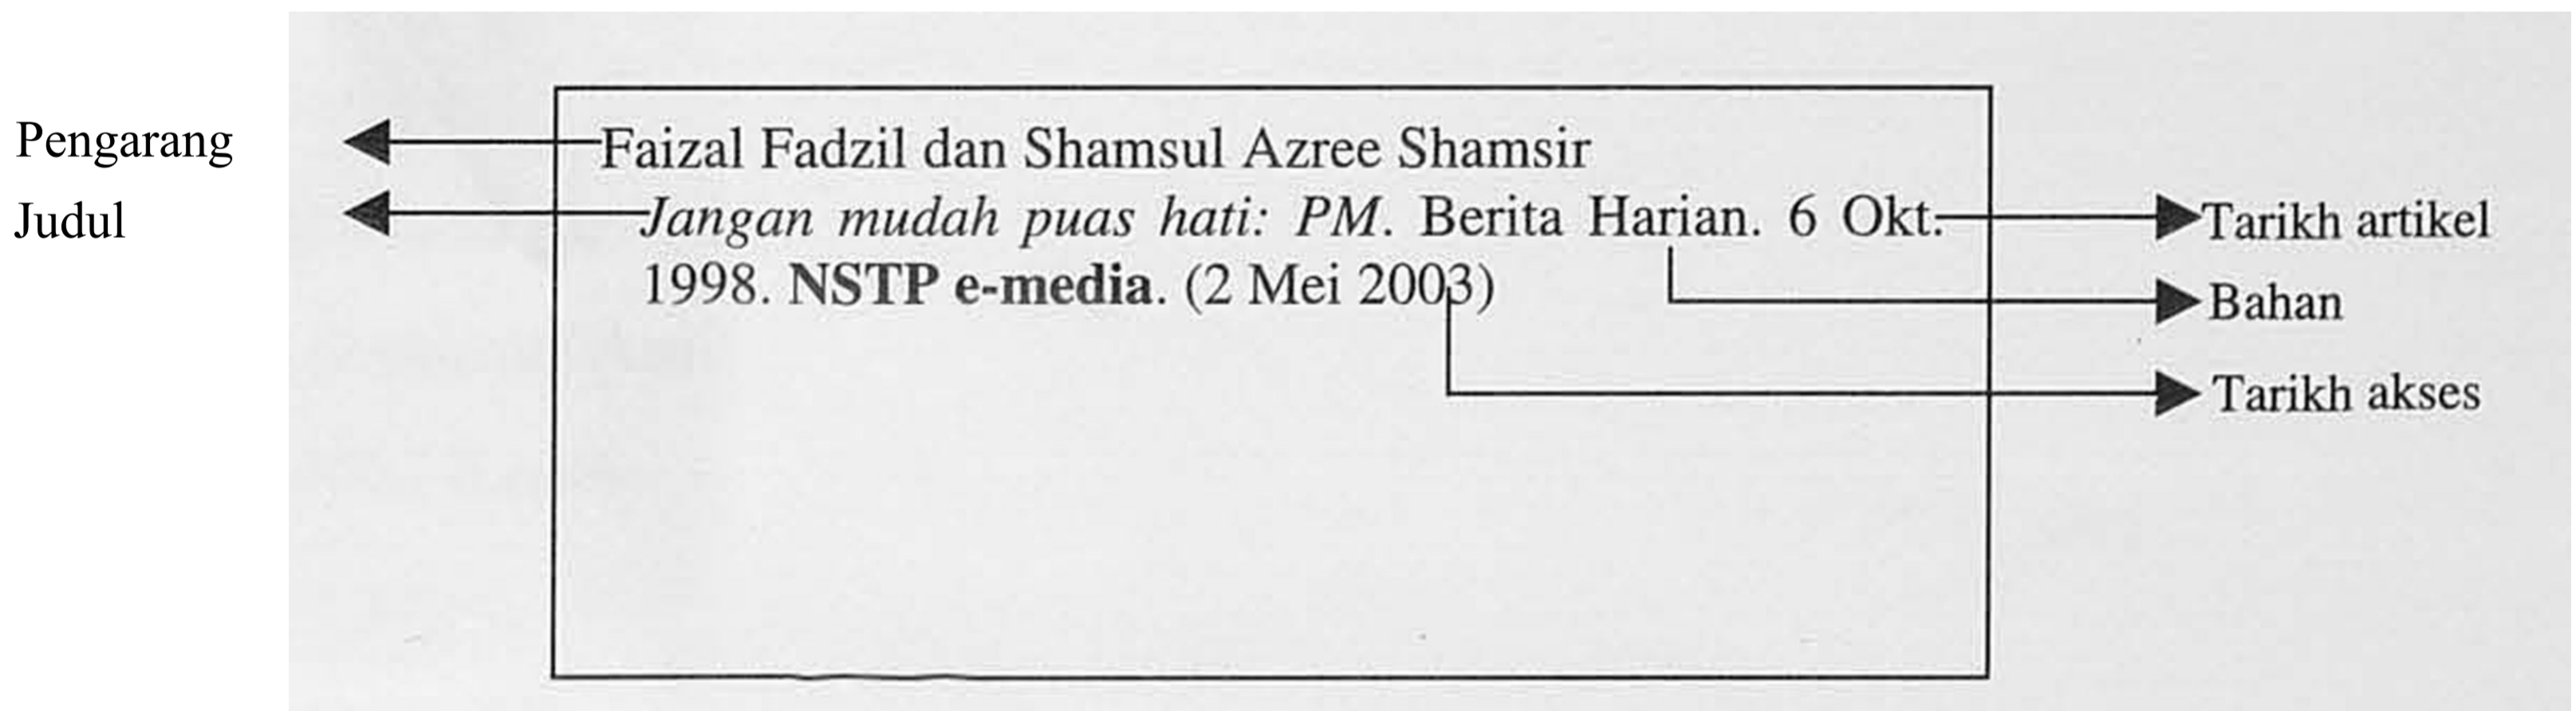 Pengarang
Faizal Fadzil dan Shamsul Azree Shamsir
Judul
Jangan mudah puas hati: PM. Berita Harian. 6 Okt.
Tarikh artikel
1998. NSTP e-media. (2 Mei 2003)
Bahan
Tarikh akses